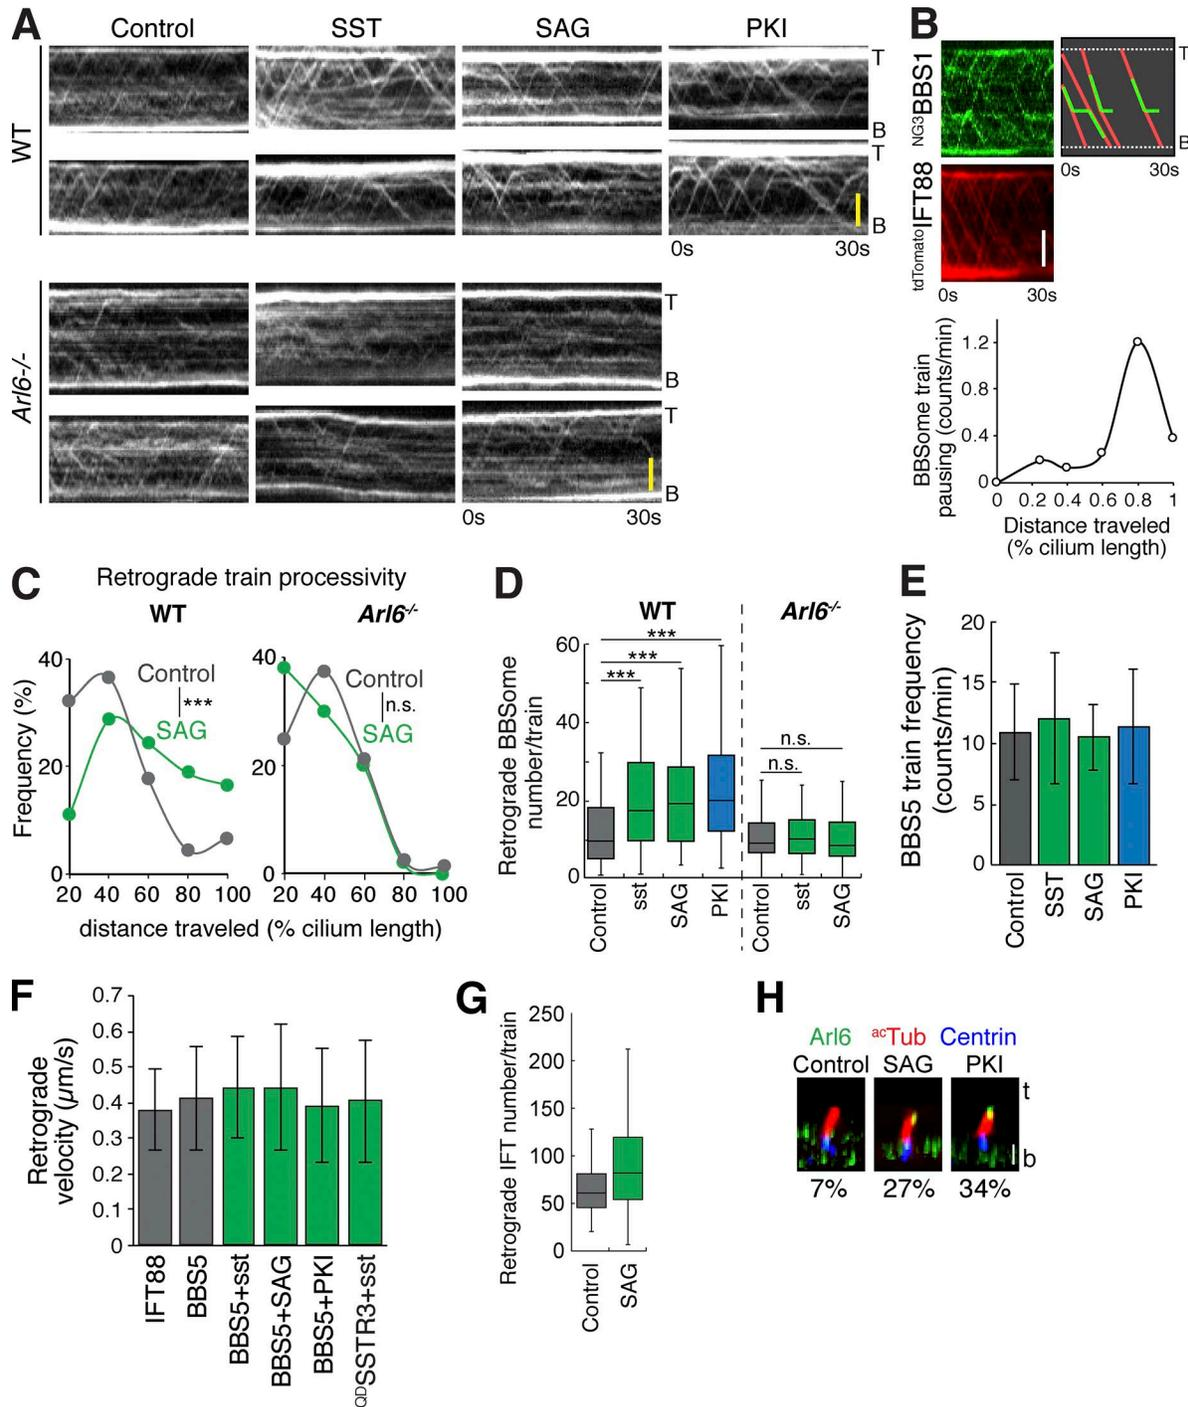 A
Control SST SAG PKI
WT
T
B
T
B
0s 30s
Arl6-/-
T
B
T
B
0s 30s
B
NG3BBS1
T
B
0s 30s
tdTomatoIFT88
0s 30s
BBSome train
pausing (counts/min)
1.2
0.8
0.4
0
0 0.2 0.4 0.6 0.8 1
Distance traveled
(% cilium length)
C
Retrograde train processivity
WT Arl6-/-
Frequency (%)
40
20
0
Control
***
SAG
20 40 60 80 100
40
20
0
Control
n.s.
SAG
20 40 60 80 100
distance traveled (% cilium length)
D
WT Arl6-/-
Retrograde BBSome
number/train
60
40
20
0
***
***
***
n.s.
n.s.
Control sst SAG PKI Control sst SAG
E
BBS5 train frequency
(counts/min)
20
15
10
5
0
Control SST SAG PKI
F
Retrograde
velocity (µm/s)
0.7
0.6
0.5
0.4
0.3
0.2
0.1
0
IFT88 BBS5 BBS5+sst BBS5+SAG BBS5+PKI QDSSTR3+sst
G
Retrograde IFT number/train
250
200
150
100
50
0
Control SAG
H
Arl6 acTub Centrin
Control SAG PKI
t
b
7% 27% 34%